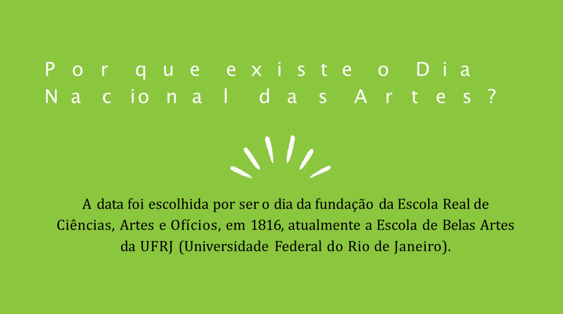 Por que existe o Dia
Nacional das Artes?
A data foi escolhida por ser o dia da fundação da Escola Real de
Ciências, Artes e Ofícios, em 1816, atualmente a Escola de Belas Artes
da UFRJ (Universidade Federal do Rio de Janeiro).